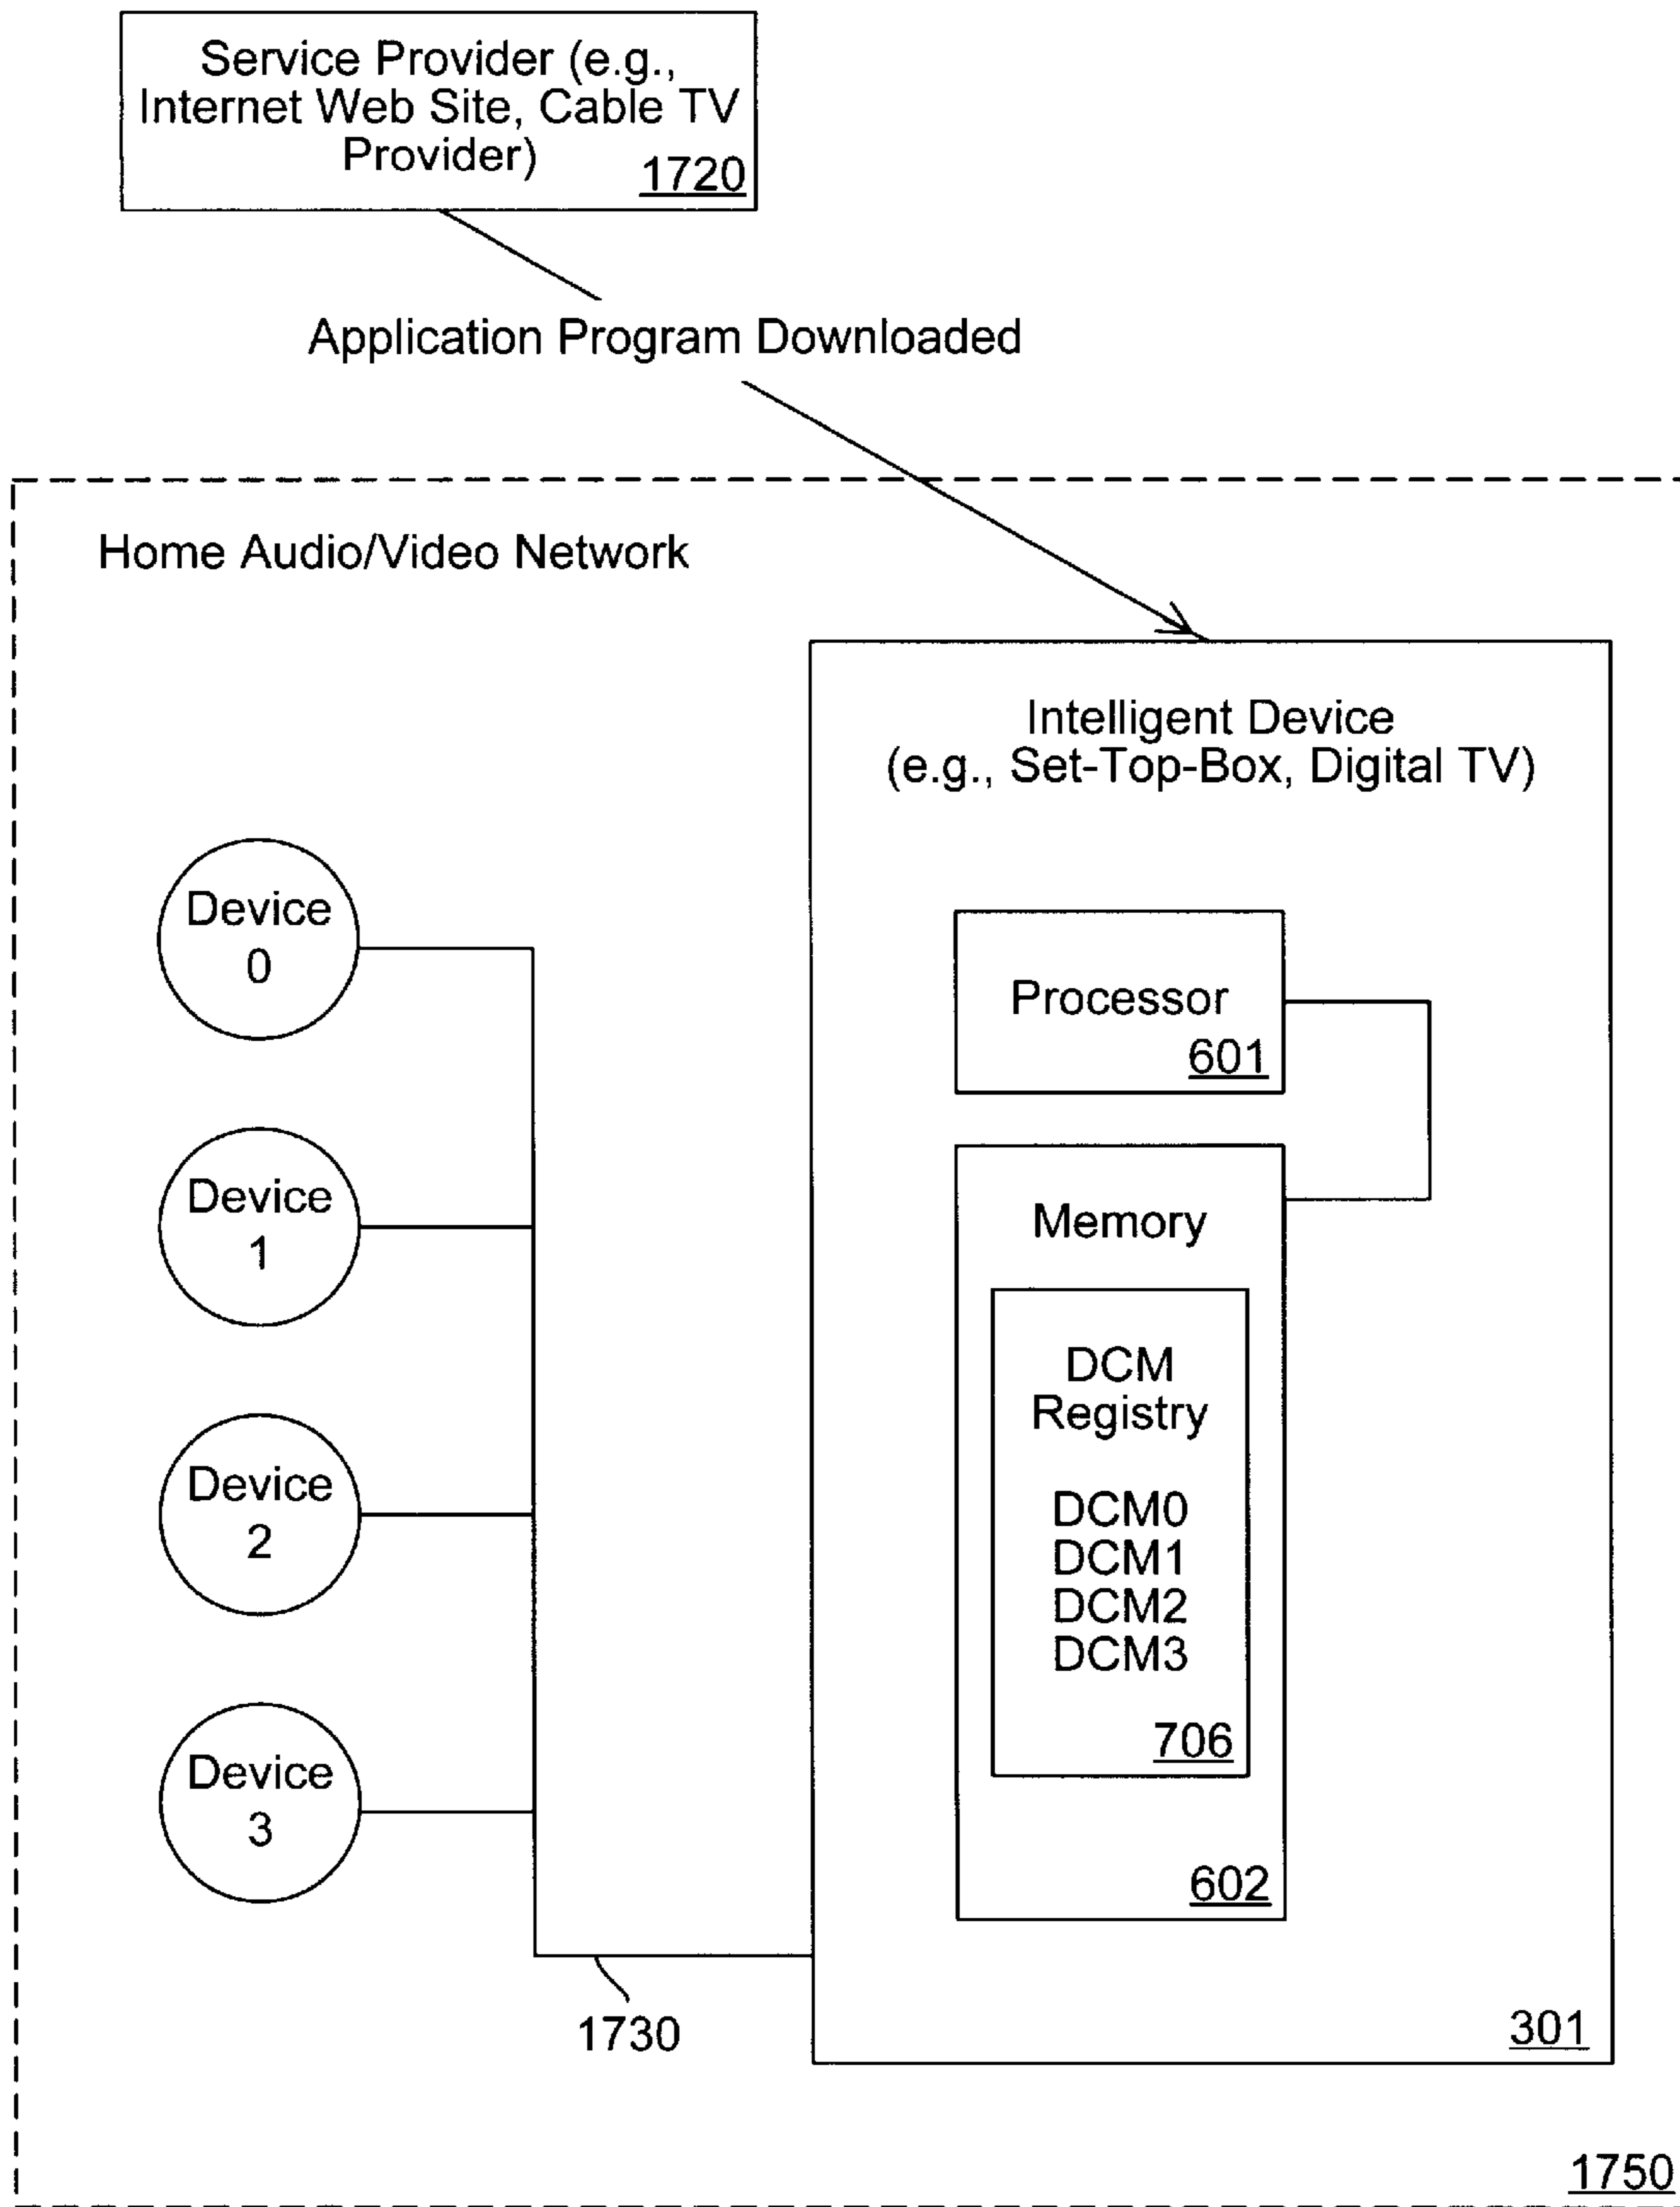 Service Provider (e.g.,
Internet Web Site, Cable TV
Provider)
1720
Application Program Downloaded
Home Audio/Video Network
Intelligent Device
(e.g., Set-Top-Box, Digital TV)
Device
0
Device
1
Device
2
Device
3
Processor
601
Memory
DCM
Registry
DCM0
DCM1
DCM2
DCM3
706
602
1730
301
1750